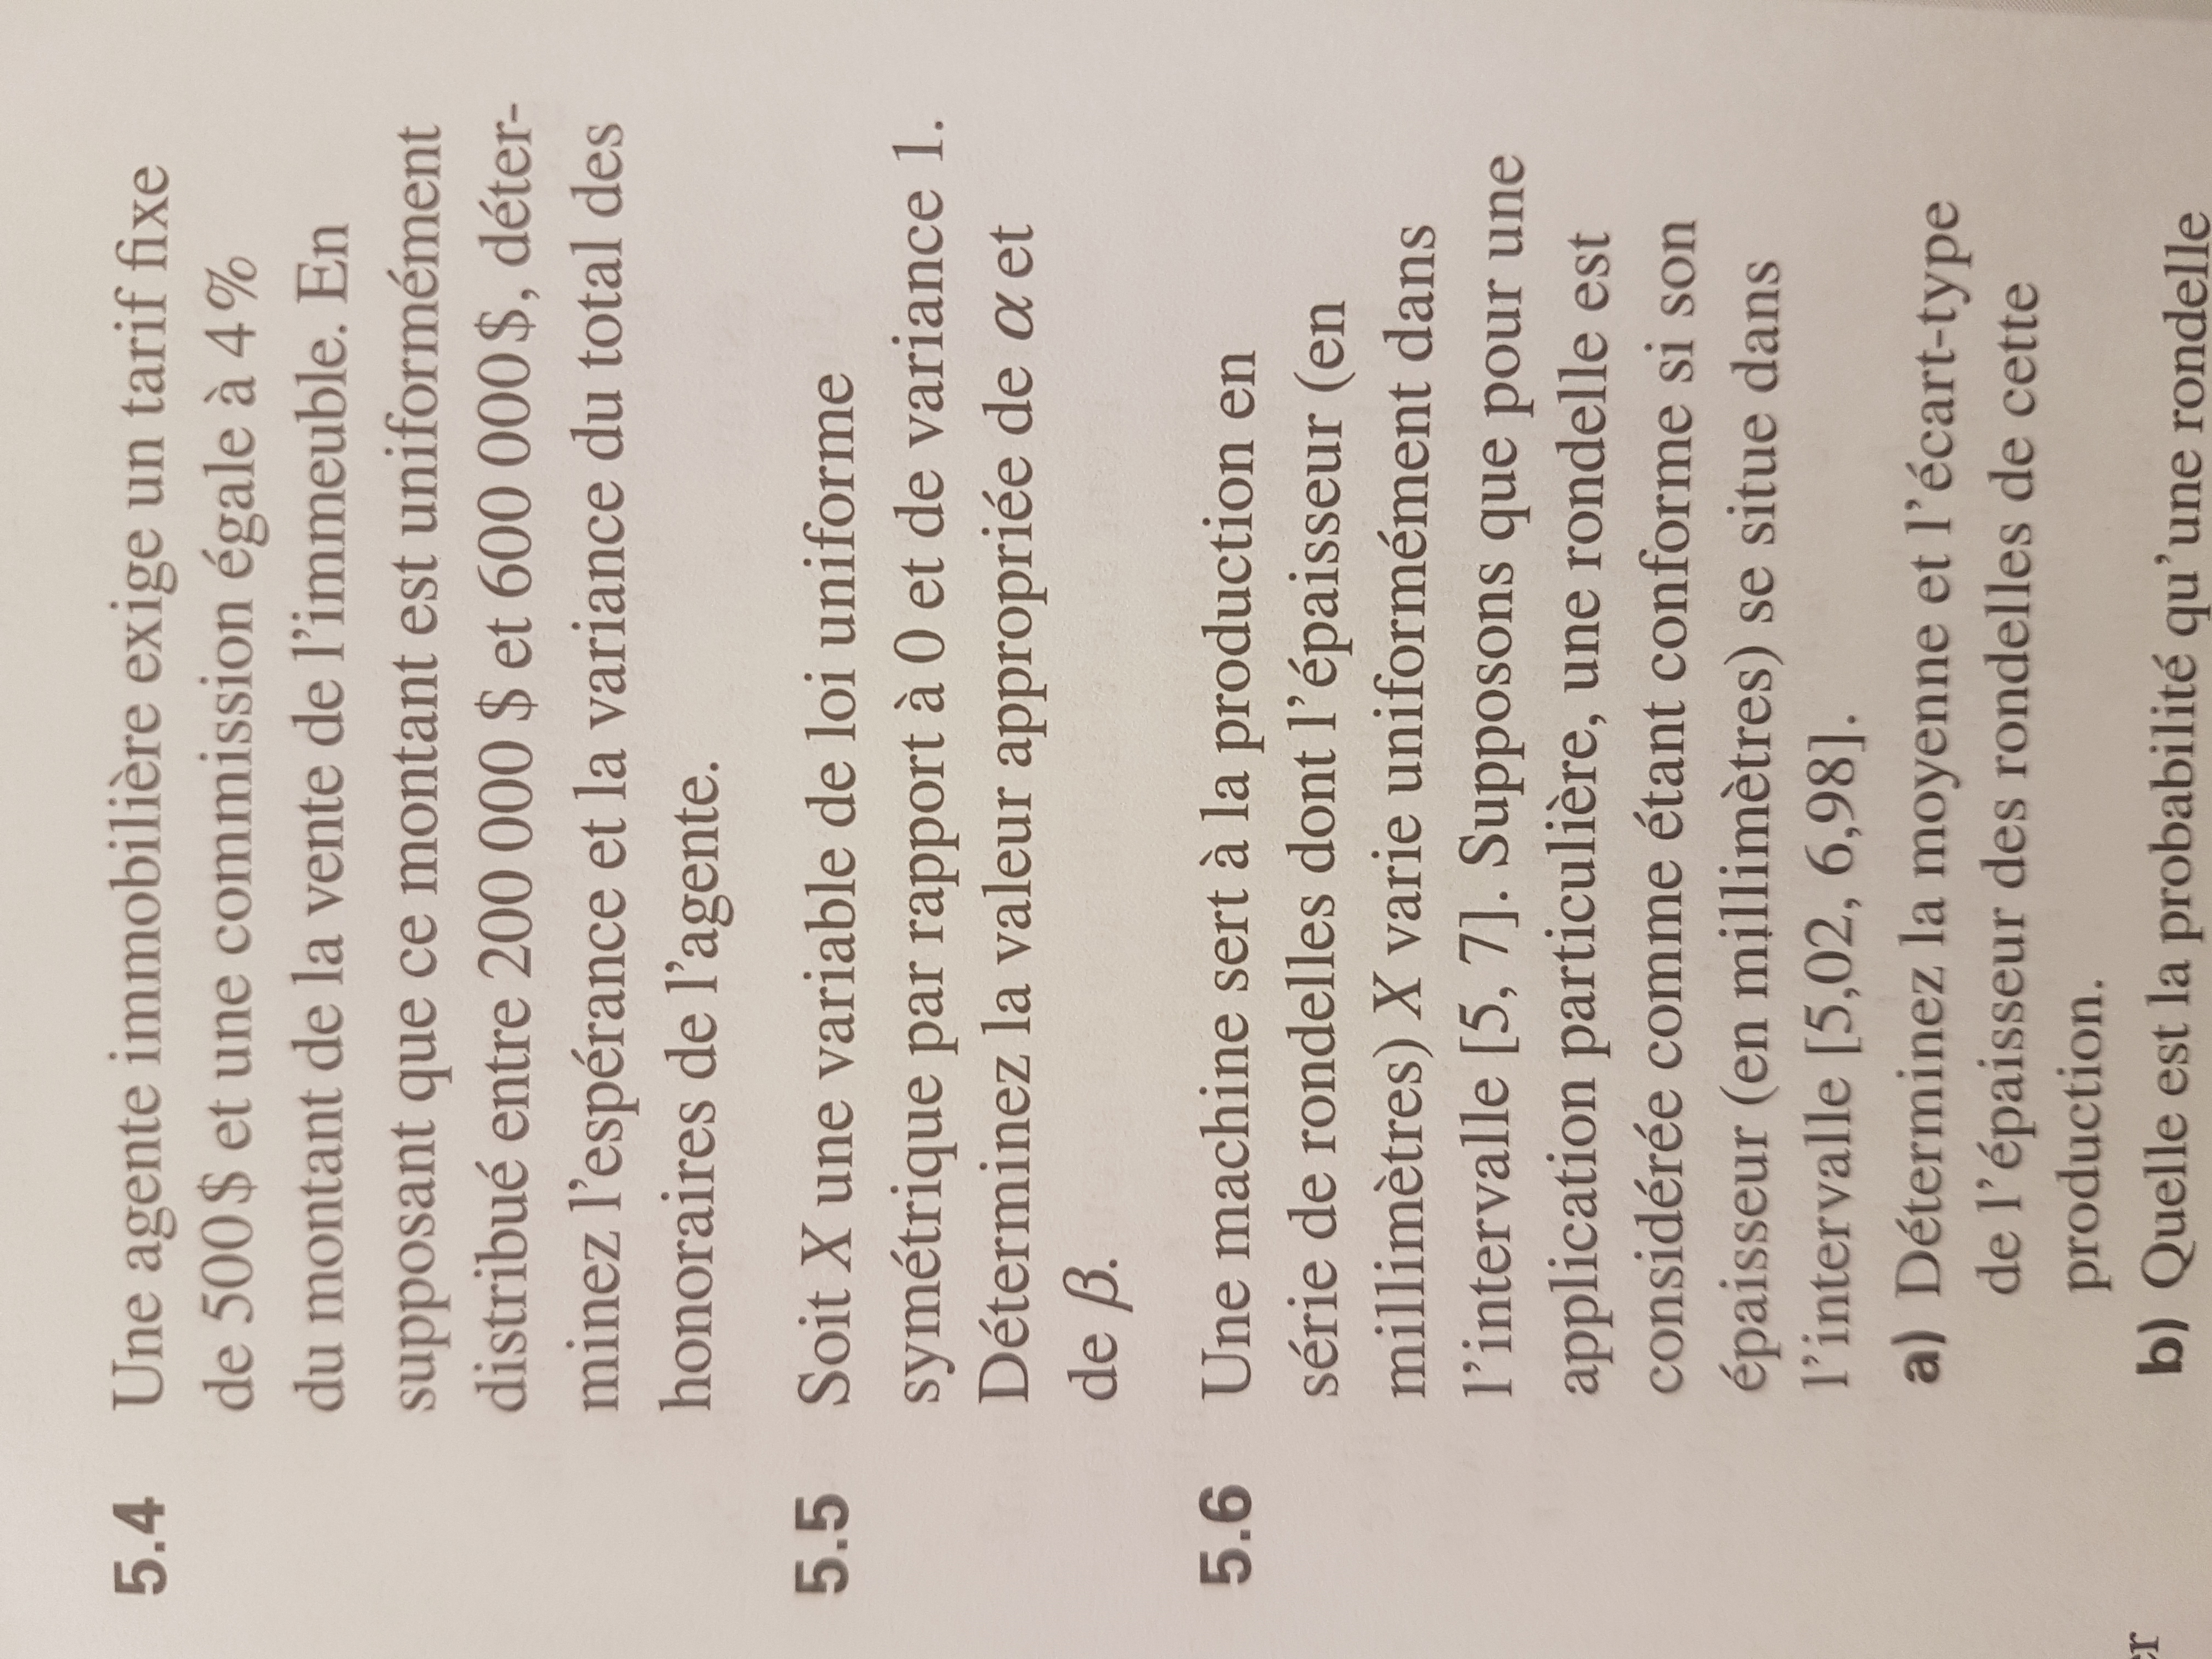 5.4 Une agente immobilière exige un tarif fixe
de 500 $ et une commission égale à 4 %
du montant de la vente de l'immeuble. En
supposant que ce montant est uniformément
distribué entre 200 000 $ et 600 000 $, déter-
minez l'espérance et la variance du total des
honoraires de l'agente.
5.5 Soit X une variable de loi uniforme
symétrique par rapport à 0 et de variance 1.
Déterminez la valeur appropriée de α et
de β.
5.6 Une machine sert à la production en
série de rondelles dont l'épaisseur (en
millimètres) X varie uniformément dans
l'intervalle [5, 7]. Supposons que pour une
application particulière, une rondelle est
considérée comme étant conforme si son
épaisseur (en millimètres) se situe dans
l'intervalle [5,02, 6,98].
a) Déterminez la moyenne et l'écart-type
de l'épaisseur des rondelles de cette
production.
b) Quelle est la probabilité qu'une rondelle